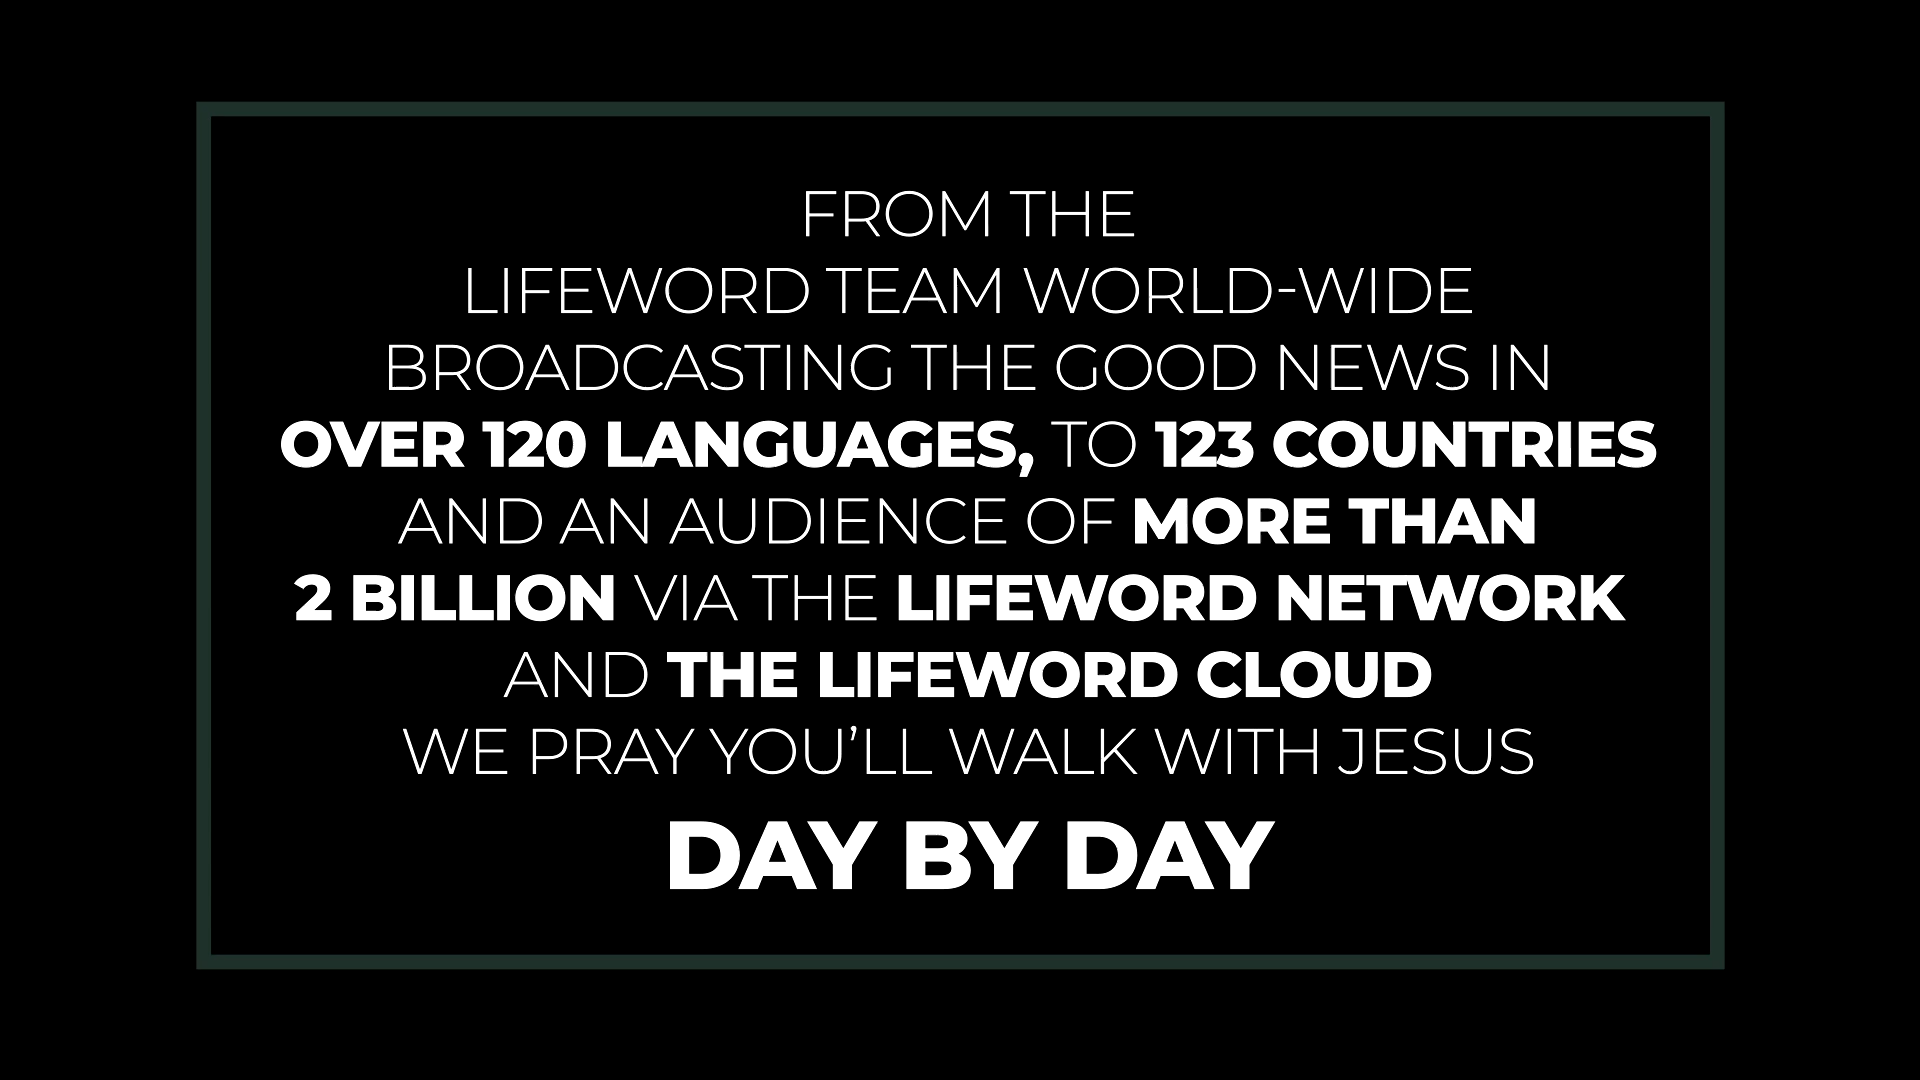 FROM THE
LIFEWORD TEAM WORLD-WIDE
BROADCASTING THE GOOD NEWS IN
OVER 120 LANGUAGES, TO 123 COUNTRIES
AND AN AUDIENCE OF MORE THAN
2 BILLION VIA THE LIFEWORD NETWORK
AND THE LIFEWORD CLOUD
WE PRAY YOU’LL WALK WITH JESUS
DAY BY DAY